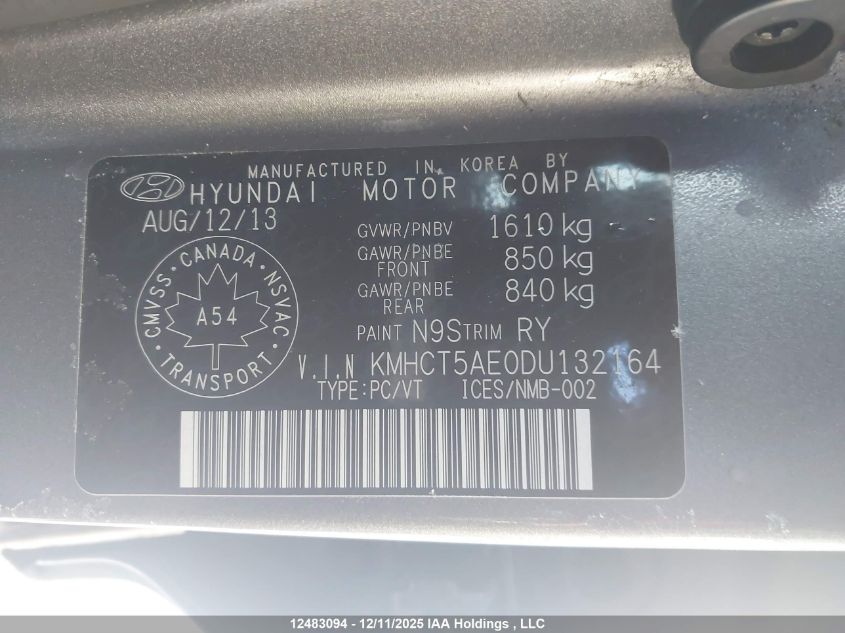 MANUFACTURED IN KOREA BY
HYUNDAI MOTOR COMPANY
AUG/12/13
GVWR/PNBV 1610 kg
GAWR/PNBE FRONT 850 kg
GAWR/PNBE REAR 840 kg
PAINT N9S TRIM RY
V.I.N KMHCT5AE0DU132164
TYPE:PC/VT ICES/NMB-002
CMVSS · CANADA · NSVAC · TRANSPORT ·
A54
12483094 - 12/11/2025 IAA Holdings , LLC